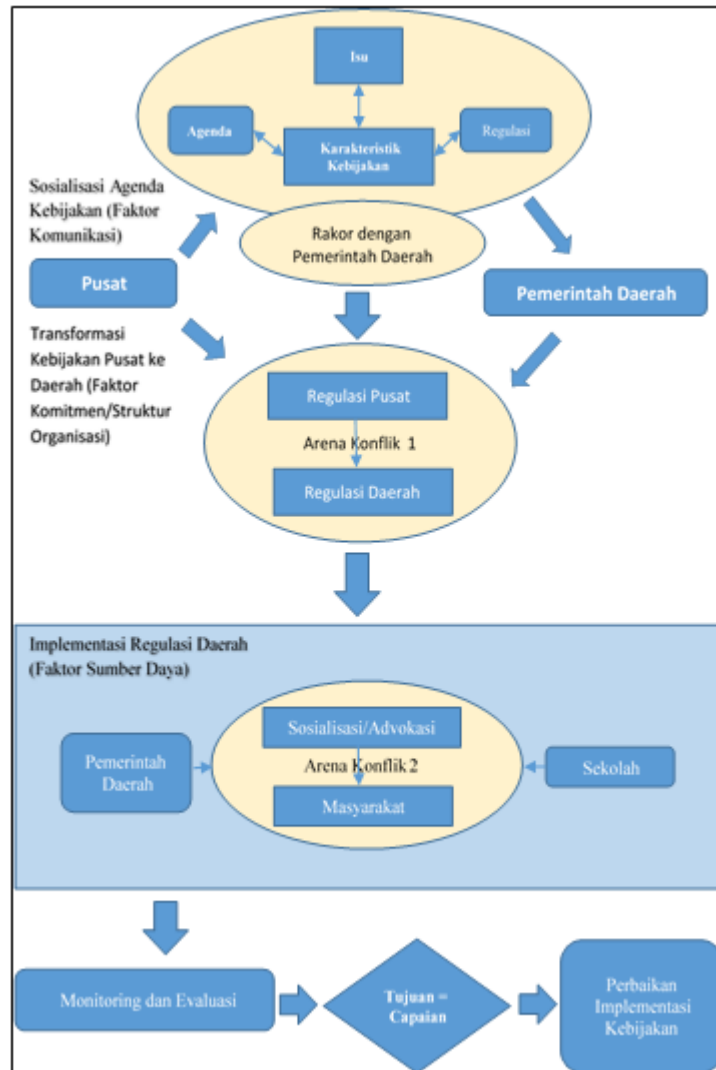 Isu
Agenda
Regulasi
Karakteristik
Kebijakan
Sosialisasi Agenda
Kebijakan (Faktor
Komunikasi)
Rakor dengan
Pemerintah Daerah
Pusat
Pemerintah Daerah
Transformasi
Kebijakan Pusat ke
Daerah (Faktor
Komitmen/Struktur
Organisasi)
Regulasi Pusat
Arena Konflik 1
Regulasi Daerah
Implementasi Regulasi Daerah
(Faktor Sumber Daya)
Sosialisasi/Advokasi
Pemerintah
Daerah
Arena Konflik 2
Sekolah
Masyarakat
Monitoring dan Evaluasi
Tujuan =
Capaian
Perbaikan
Implementasi
Kebijakan